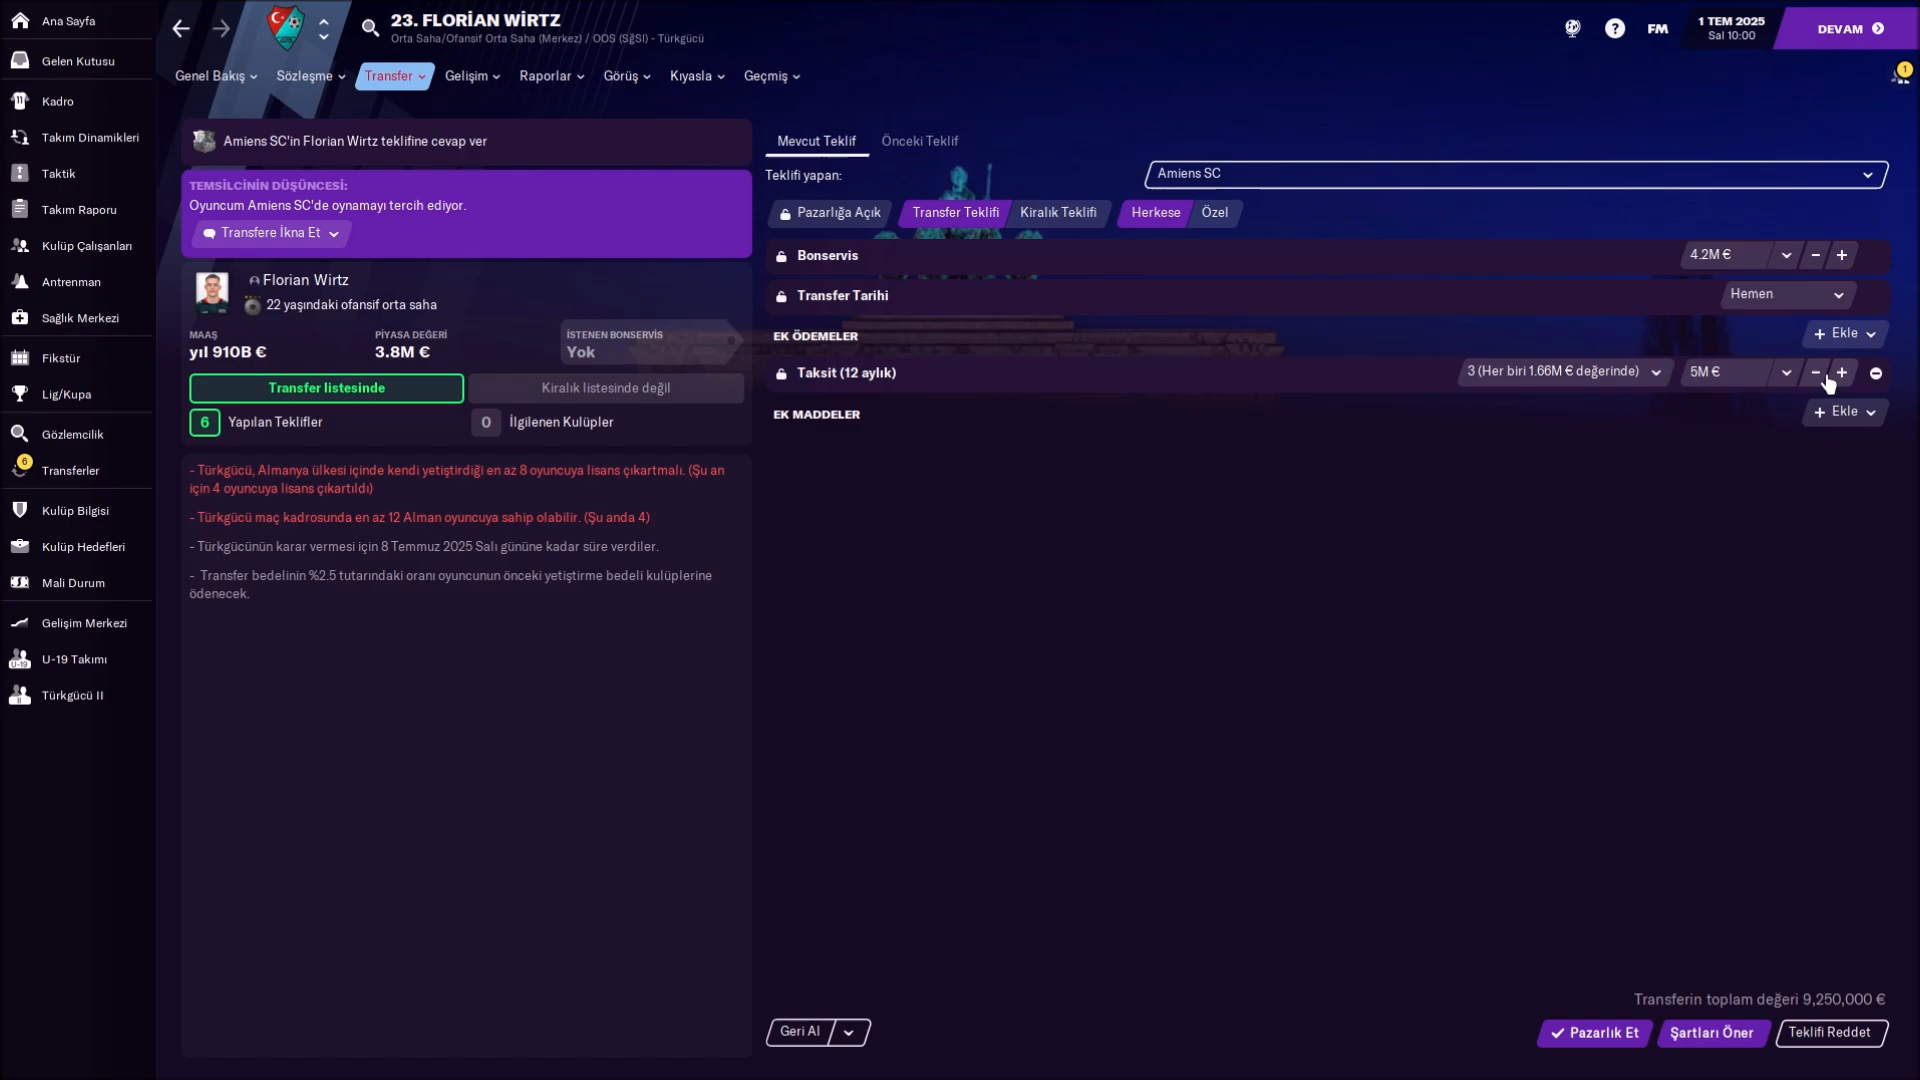 Ana Sayfa
Gelen Kutusu
Kadro
Takım Dinamikleri
Taktik
Takım Raporu
Kulüp Çalışanları
Antrenman
Sağlık Merkezi
Fikstür
Lig/Kupa
Gözlemcilik
6
Transferler
Kulüp Bilgisi
Kulüp Hedefleri
Mali Durum
Gelişim Merkezi
U-19 Takımı
Türkgücü II
23. FLORİAN WİRTZ
Orta Saha/Ofansif Orta Saha (Merkez) / OOS (SğSl) - Türkgücü
FM
1 TEM 2025
Sal 10:00
DEVAM
1
Genel Bakış
Sözleşme
Transfer
Gelişim
Raporlar
Görüş
Kıyasla
Geçmiş
Amiens SC'in Florian Wirtz teklifine cevap ver
TEMSİLCİNİN DÜŞÜNCESİ:
Oyuncum Amiens SC'de oynamayı tercih ediyor.
Transfere İkna Et
Florian Wirtz
22 yaşındaki ofansif orta saha
MAAŞ
yıl 910B €
PİYASA DEĞERİ
3.8M €
İSTENEN BONSERVİS
Yok
Transfer listesinde
Kiralık listesinde değil
6 Yapılan Teklifler
0 İlgilenen Kulüpler
- Türkgücü, Almanya ülkesi içinde kendi yetiştirdiği en az 8 oyuncuya lisans çıkartmalı. (Şu an
için 4 oyuncuya lisans çıkartıldı)
- Türkgücü maç kadrosunda en az 12 Alman oyuncuya sahip olabilir. (Şu anda 4)
- Türkgücünün karar vermesi için 8 Temmuz 2025 Salı gününe kadar süre verdiler.
- Transfer bedelinin %2.5 tutarındaki oranı oyuncunun önceki yetiştirme bedeli kulüplerine
ödenecek.
Mevcut Teklif
Önceki Teklif
Teklifi yapan:
Amiens SC
Pazarlığa Açık
Transfer Teklifi
Kiralık Teklifi
Herkese
Özel
Bonservis
4.2M €
Transfer Tarihi
Hemen
EK ÖDEMELER
+ Ekle
Taksit (12 aylık)
3 (Her biri 1.66M € değerinde)
5M €
EK MADDELER
+ Ekle
Transferin toplam değeri 9,250,000 €
Geri Al
Pazarlık Et
Şartları Öner
Teklifi Reddet